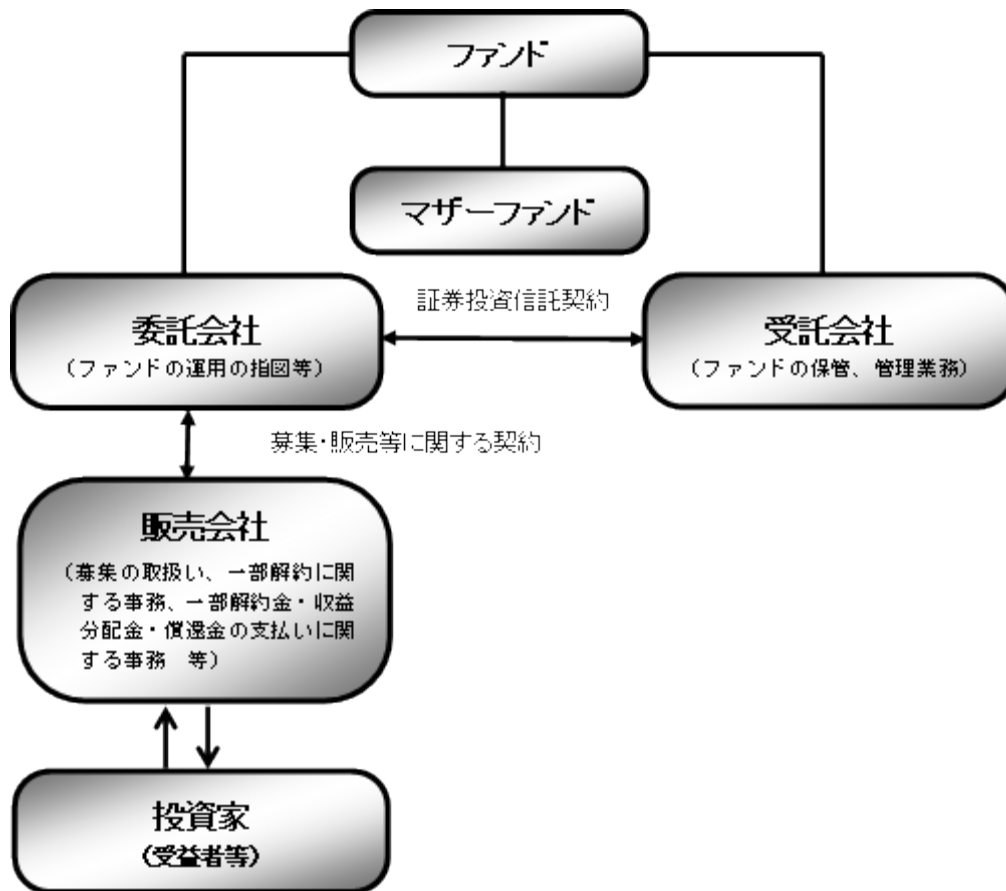 ファンド
マザーファンド
証券投資信託契約
委託会社
（ファンドの運用の指図等）
受託会社
（ファンドの保管、管理業務）
募集・販売等に関する契約
販売会社
（募集の取扱い、一部解約に関
する事務、一部解約金・収益
分配金・償還金の支払いに関
する事務　等）
投資家
（受益者等）